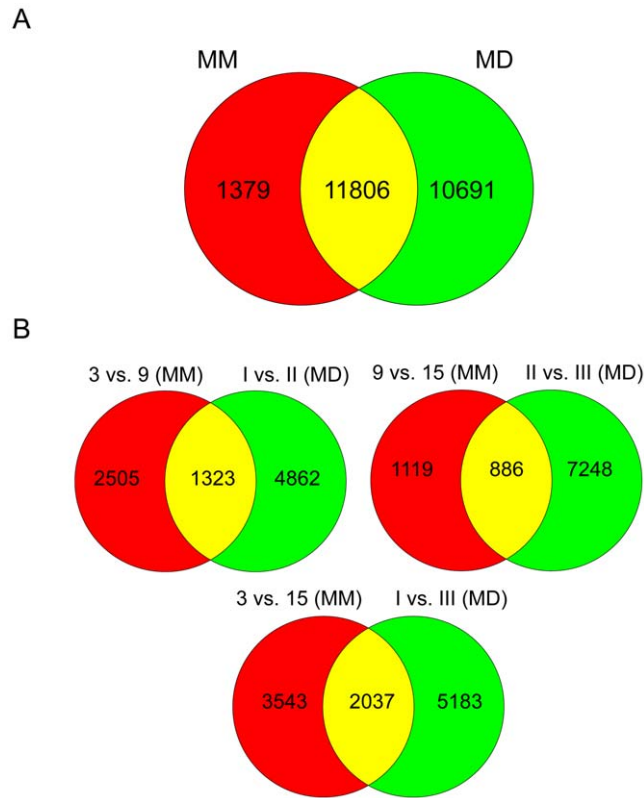 A
MM MD
1379 11806 10691
B
3 vs. 9 (MM) I vs. II (MD) 9 vs. 15 (MM) II vs. III (MD)
2505 1323 4862 1119 886 7248
3 vs. 15 (MM) I vs. III (MD)
3543 2037 5183